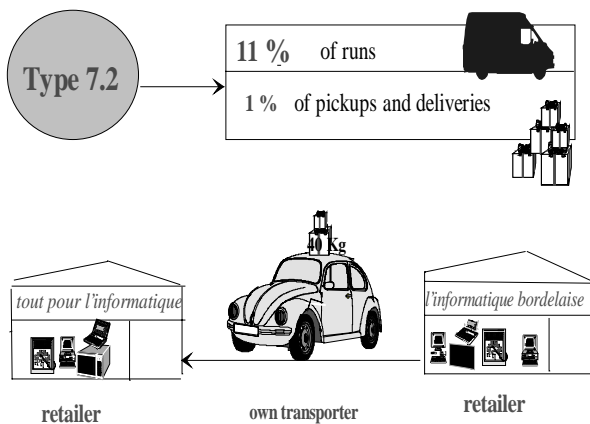 Type 7.2
11 % of runs
1 % of pickups and deliveries
40 Kg
tout pour l'informatique
l'informatique bordelaise
retailer
own transporter
retailer